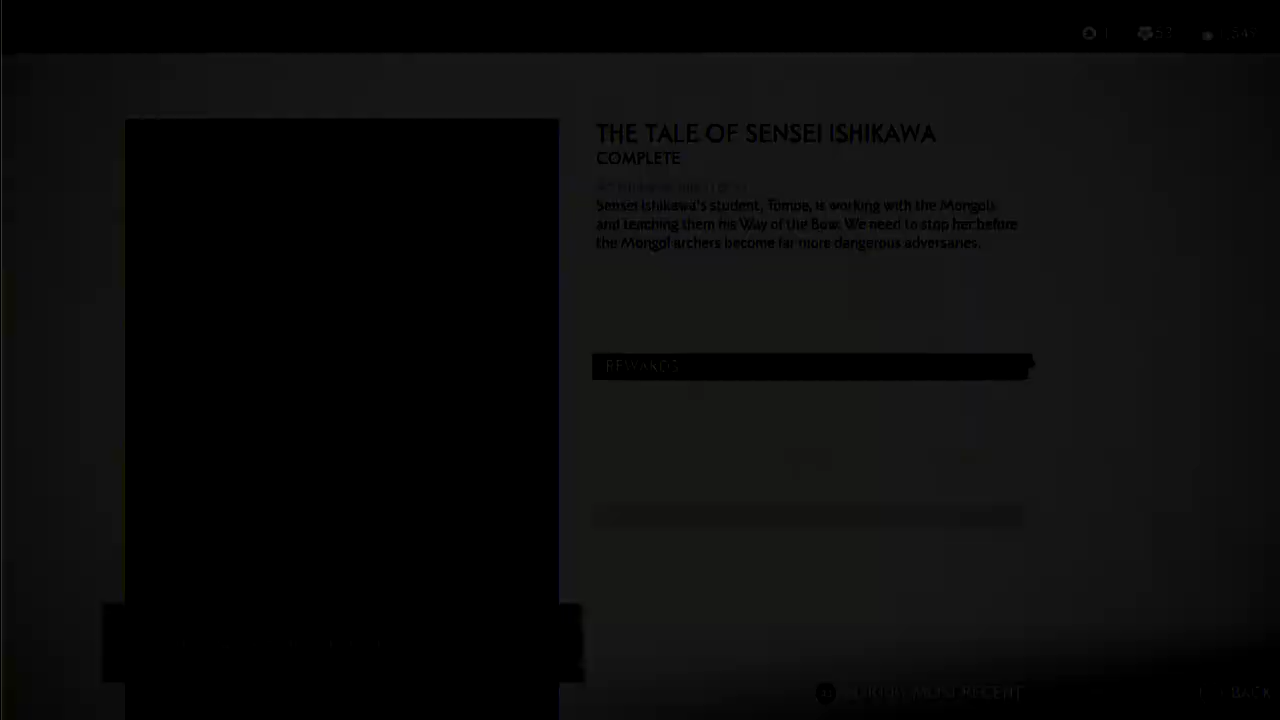 THE TALE OF SENSEI ISHIKAWA
COMPLETE
Sensei Ishikawa's student, Tomoe, is working with the Mongols
and teaching them his Way of the Bow. We need to stop her before
the Mongol archers become far more dangerous adversaries.
REWARDS
MOST RECENT
BACK